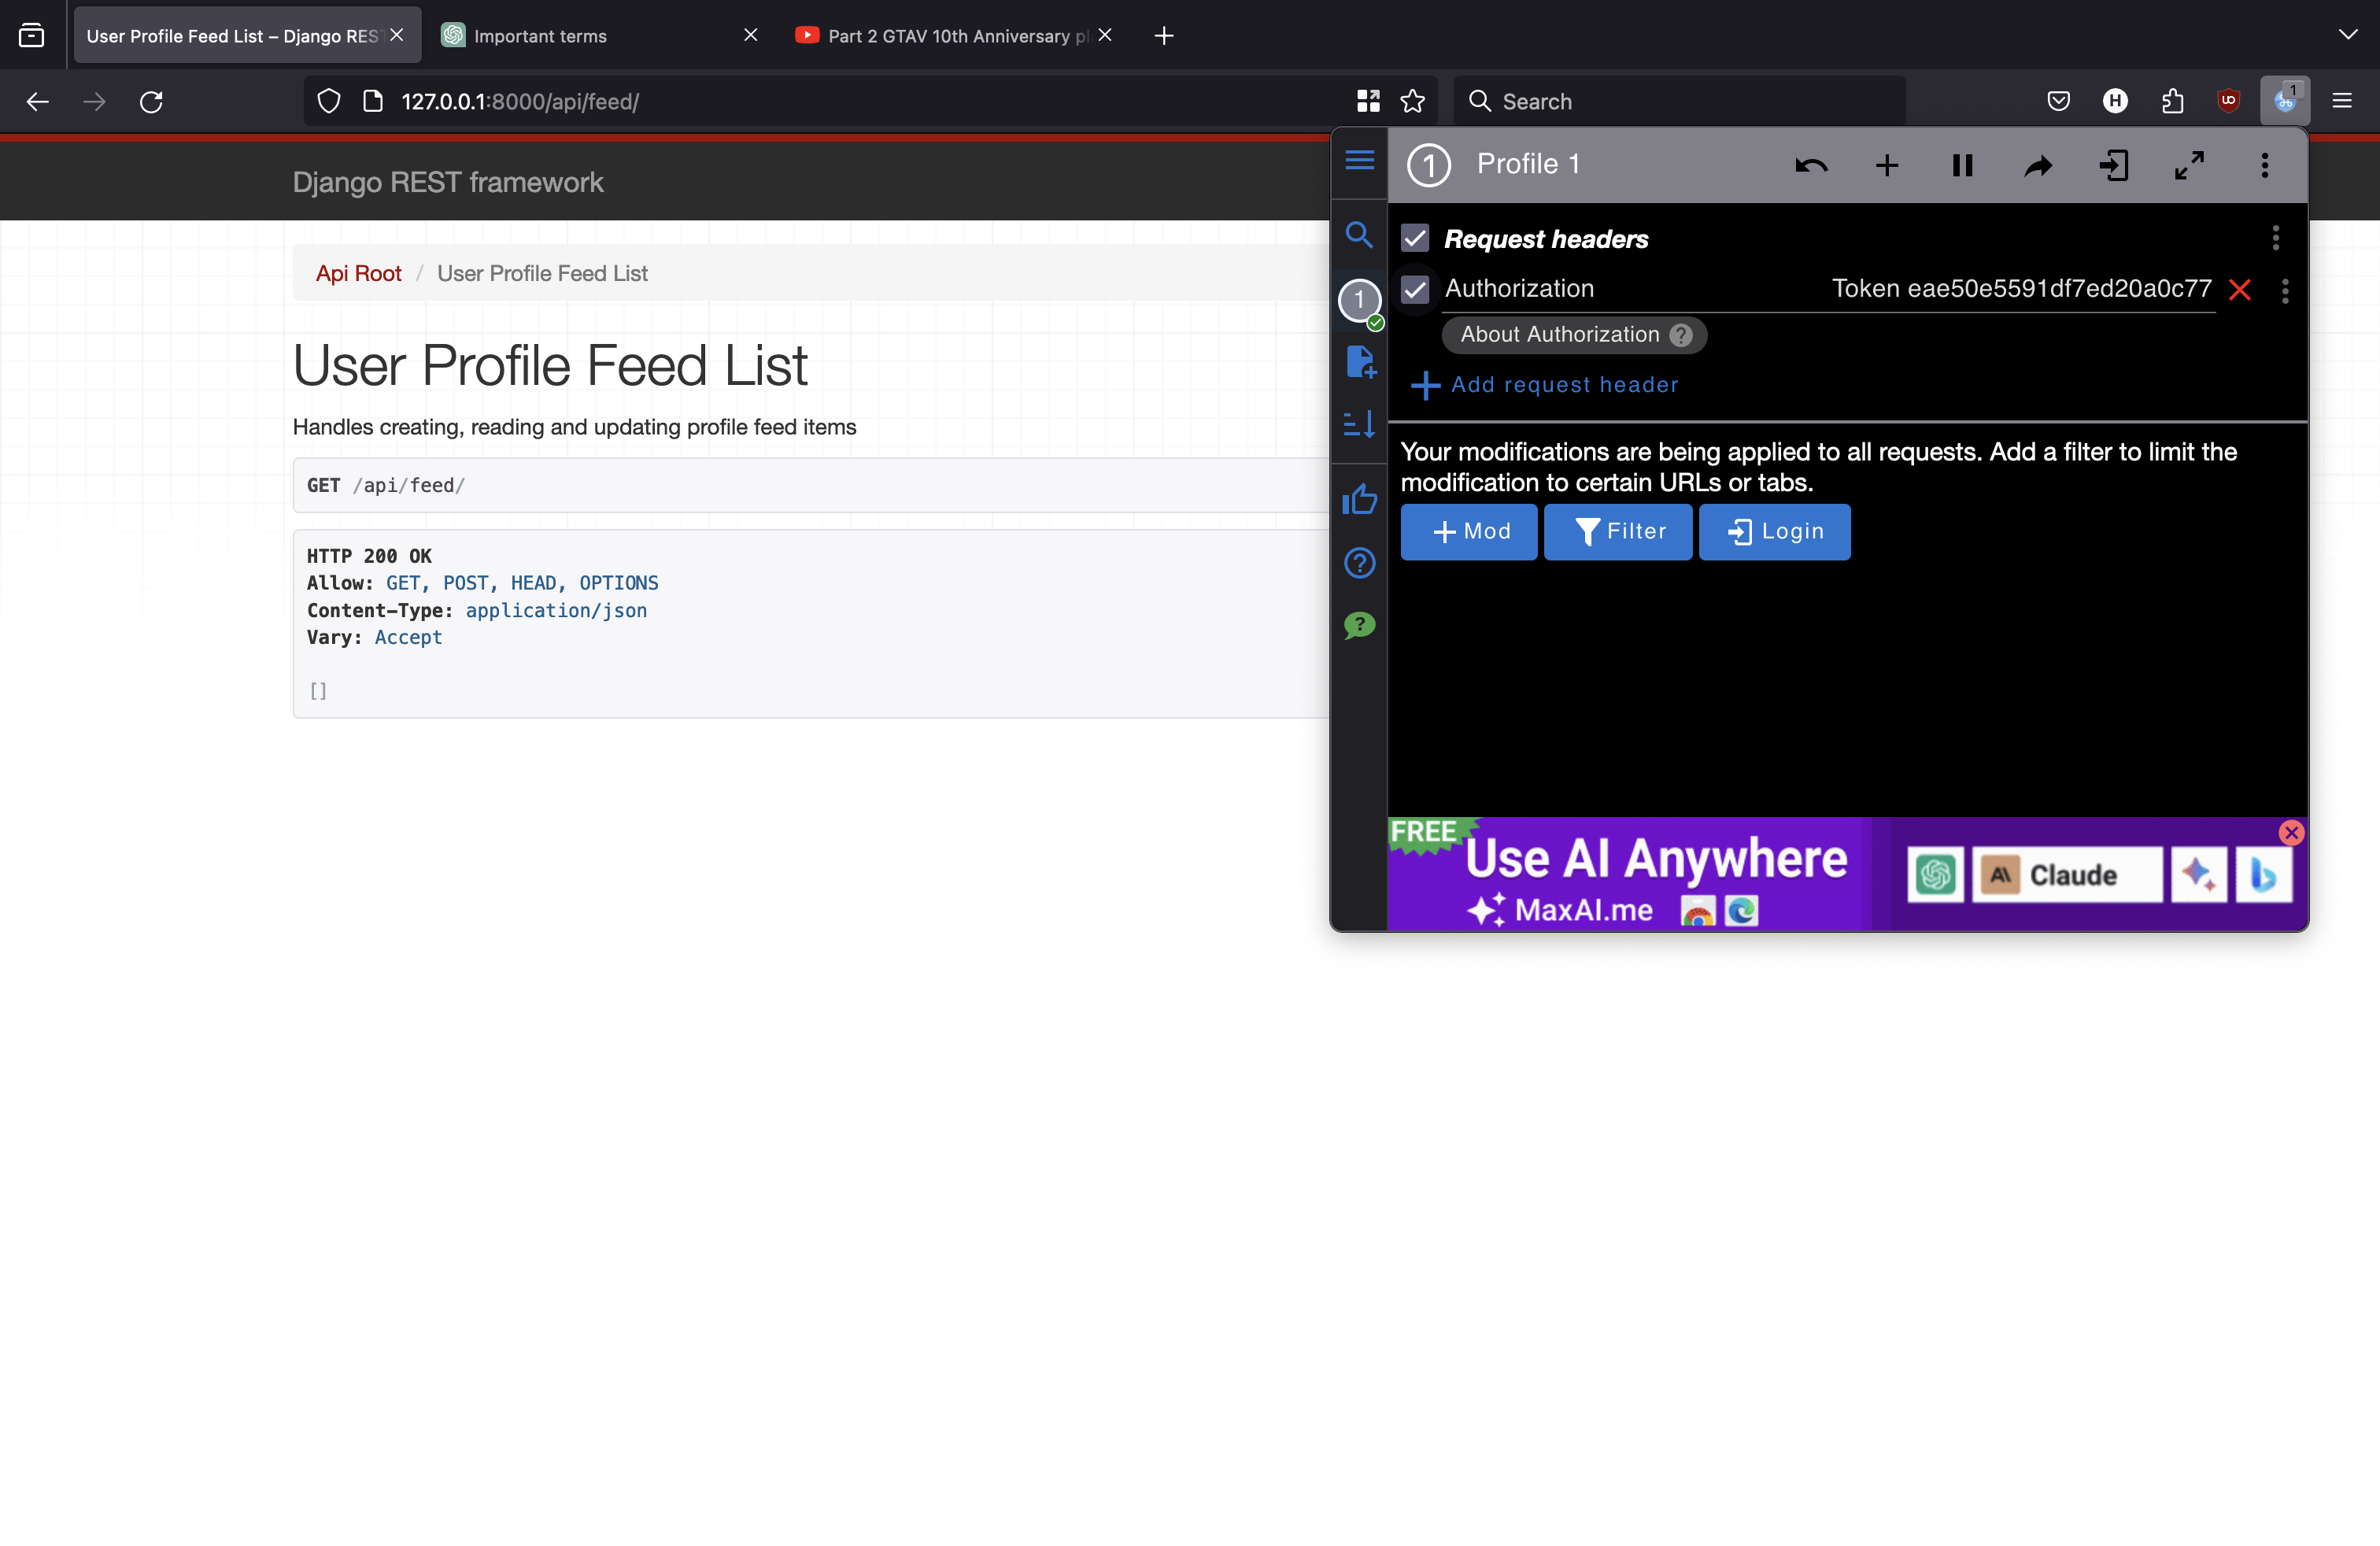 User Profile Feed List – Django RES
Important terms
Part 2 GTAV 10th Anniversary pl
127.0.0.1:8000/api/feed/
Search
H
uo
1
Django REST framework
Api Root / User Profile Feed List
User Profile Feed List
Handles creating, reading and updating profile feed items
GET /api/feed/
HTTP 200 OK
Allow: GET, POST, HEAD, OPTIONS
Content-Type: application/json
Vary: Accept
[]
1 Profile 1
Request headers
1
Authorization Token eae50e5591df7ed20a0c77
About Authorization ?
Add request header
Your modifications are being applied to all requests. Add a filter to limit the
modification to certain URLs or tabs.
Mod Filter Login
FREE
Use AI Anywhere
MaxAI.me
Claude